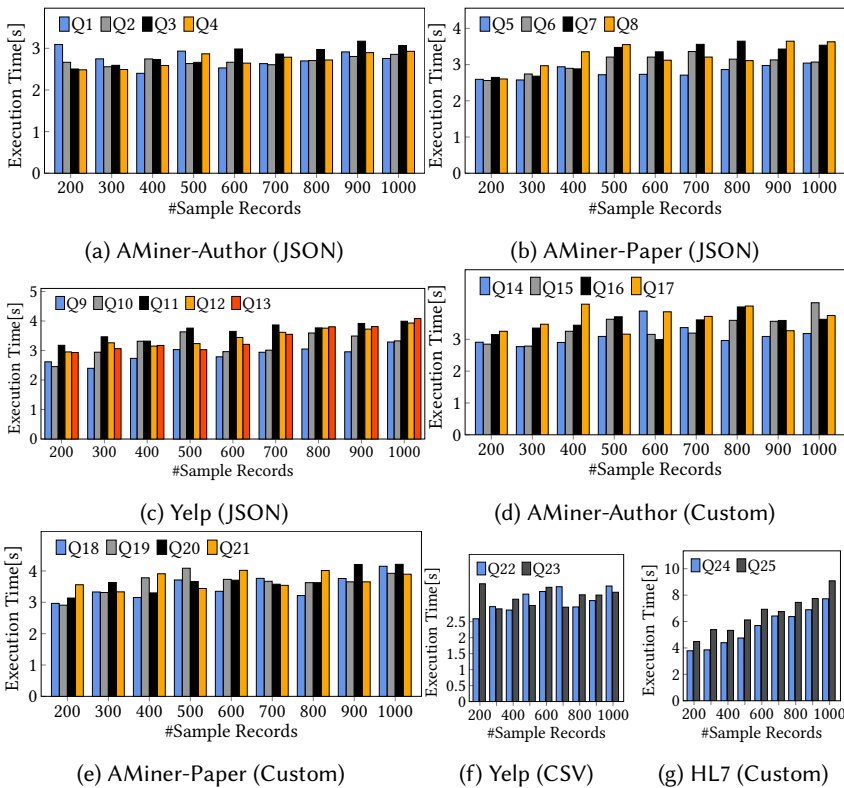 Q1 Q2 Q3 Q4
Execution Time[s]
3
2
1
0
200 300 400 500 600 700 800 900 1000
#Sample Records
(a) AMiner-Author (JSON)
Q5 Q6 Q7 Q8
Execution Time[s]
4
3
2
1
0
200 300 400 500 600 700 800 900 1000
#Sample Records
(b) AMiner-Paper (JSON)
Q9 Q10 Q11 Q12 Q13
Execution Time[s]
5
4
3
2
1
0
200 300 400 500 600 700 800 900 1000
#Sample Records
(c) Yelp (JSON)
Q14 Q15 Q16 Q17
Execution Time[s]
3
2
1
0
200 300 400 500 600 700 800 900 1000
#Sample Records
(d) AMiner-Author (Custom)
Q18 Q19 Q20 Q21
Execution Time[s]
4
3
2
1
0
200 300 400 500 600 700 800 900 1000
#Sample Records
(e) AMiner-Paper (Custom)
Q22 Q23
Execution Time[s]
2.5
2
1.5
1
0.5
0
200 400 600 800 1000
#Sample Records
(f) Yelp (CSV)
Q24 Q25
Execution Time[s]
10
8
6
4
2
0
200 400 600 800 1000
#Sample Records
(g) HL7 (Custom)